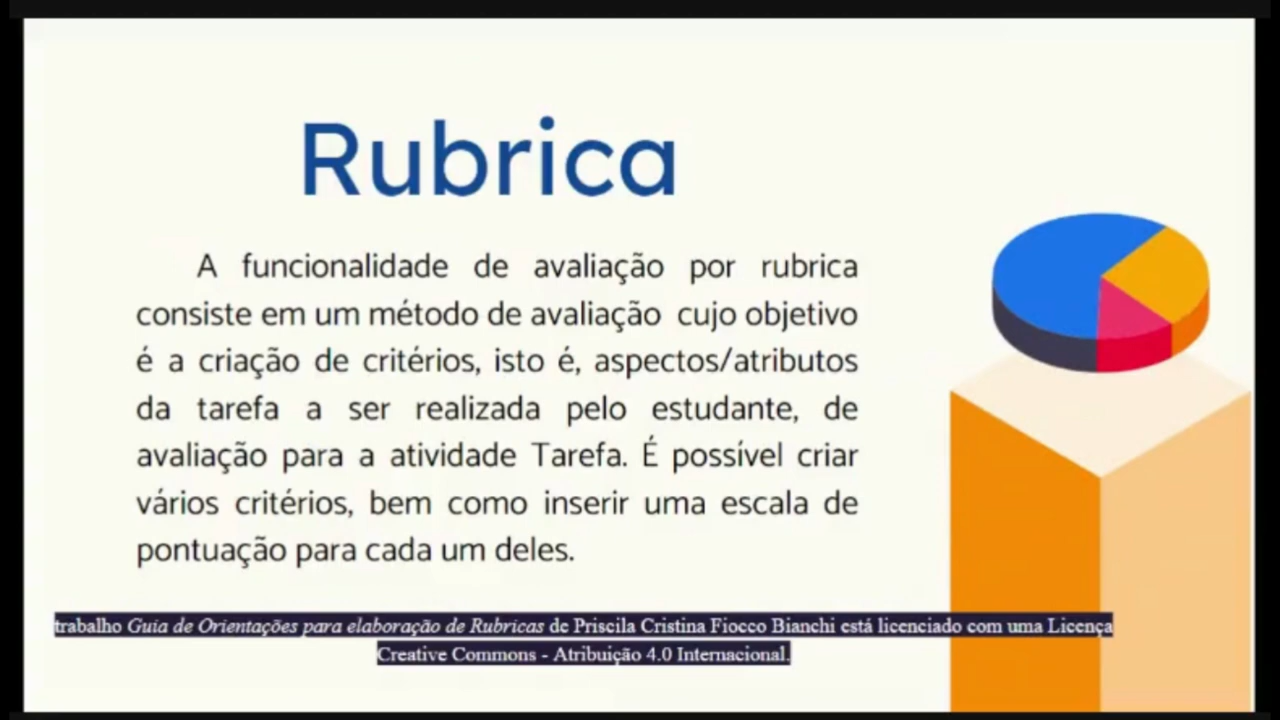 Rubrica
A funcionalidade de avaliação por rubrica
consiste em um método de avaliação cujo objetivo
é a criação de critérios, isto é, aspectos/atributos
da tarefa a ser realizada pelo estudante, de
avaliação para a atividade Tarefa. É possível criar
vários critérios, bem como inserir uma escala de
pontuação para cada um deles.
trabalho Guia de Orientações para elaboração de Rubricas de Priscila Cristina Fiocco Bianchi está licenciado com uma Licença
Creative Commons - Atribuição 4.0 Internacional.